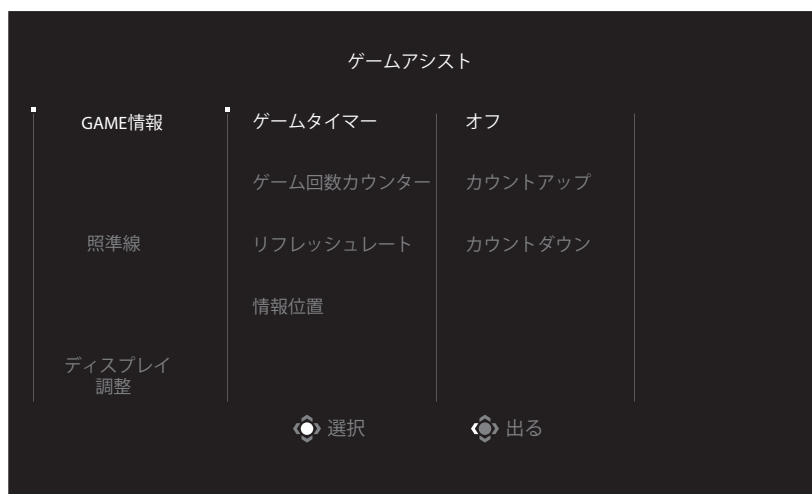 ゲームアシスト
GAME情報
ゲームタイマー
オフ
ゲーム回数カウンター
カウントアップ
照準線
リフレッシュレート
カウントダウン
情報位置
ディスプレイ
調整
選択
出る